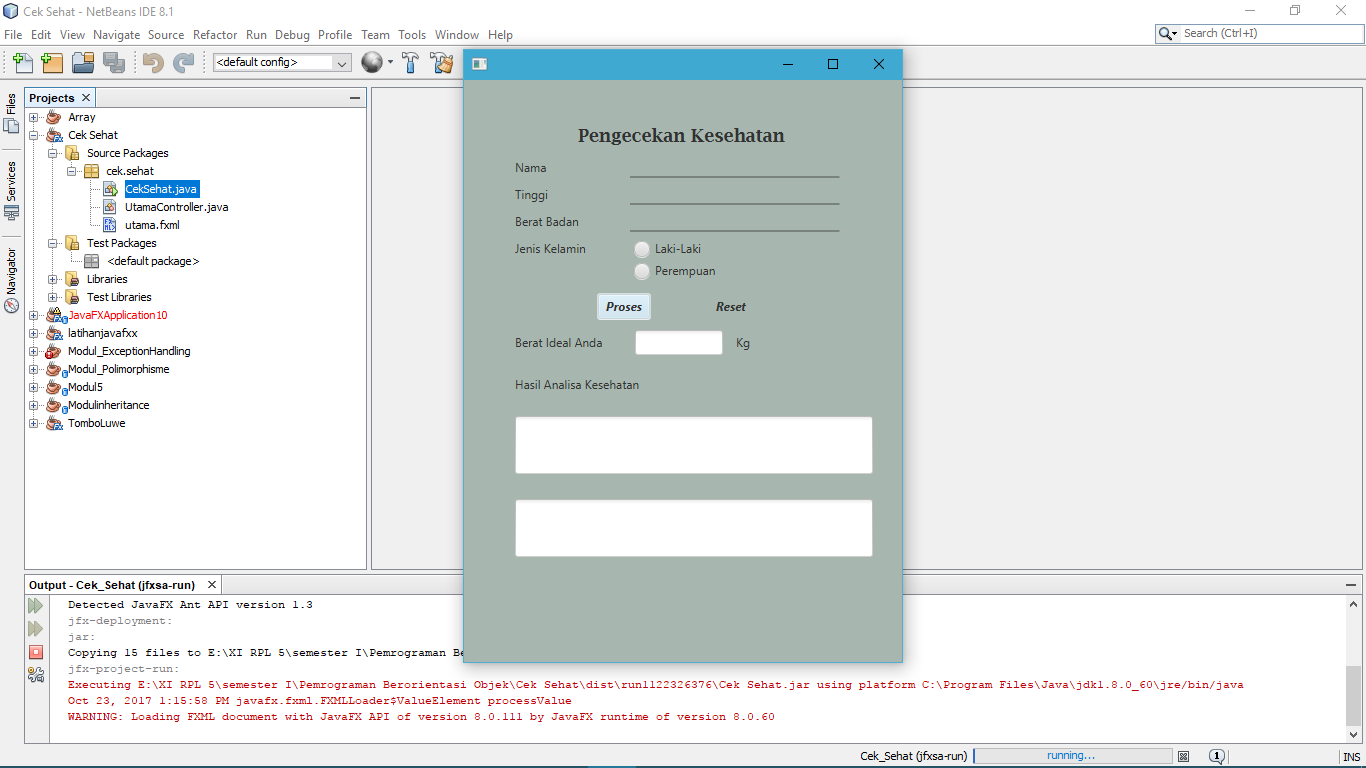 Cek Sehat - NetBeans IDE 8.1
File Edit View Navigate Source Refactor Run Debug Profile Team Tools Window Help
Search (Ctrl+I)
<default config>
Files
Services
Navigator
Projects
Array
Cek Sehat
Source Packages
cek.sehat
CekSehat.java
UtamaController.java
utama.fxml
Test Packages
<default package>
Libraries
Test Libraries
JavaFXApplication10
latihanjavafxx
Modul_ExceptionHandling
Modul_Polimorphisme
Modul5
Modulinheritance
TomboLuwe
Pengecekan Kesehatan
Nama
Tinggi
Berat Badan
Jenis Kelamin Laki-Laki
Perempuan
Proses Reset
Berat Ideal Anda Kg
Hasil Analisa Kesehatan
Output - Cek_Sehat (jfxsa-run)
Detected JavaFX Ant API version 1.3
jfx-deployment:
jar:
Copying 15 files to E:\XI RPL 5\semester I\Pemrograman Be
jfx-project-run:
Executing E:\XI RPL 5\semester I\Pemrograman Berorientasi Objek\Cek Sehat\dist\run1122326376\Cek Sehat.jar using platform C:\Program Files\Java\jdk1.8.0_60\jre/bin/java
Oct 23, 2017 1:15:58 PM javafx.fxml.FXMLLoader$ValueElement processValue
WARNING: Loading FXML document with JavaFX API of version 8.0.111 by JavaFX runtime of version 8.0.60
Cek_Sehat (jfxsa-run) running... 1 INS